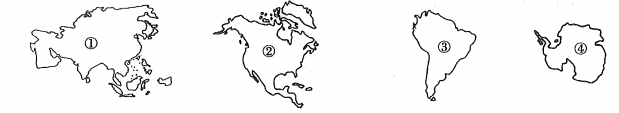 ① ② ③ ④